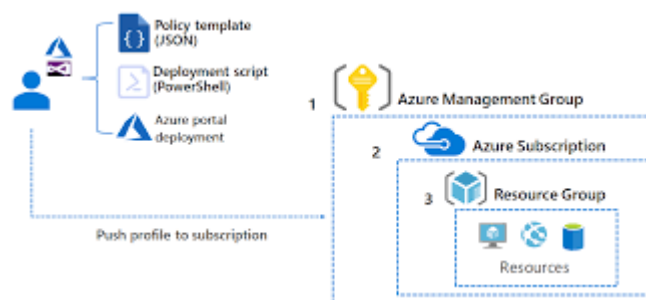 Policy template
(JSON)
Deployment script
(PowerShell)
Azure portal
deployment
1
Azure Management Group
2
Azure Subscription
3
Resource Group
Resources
Push profile to subscription